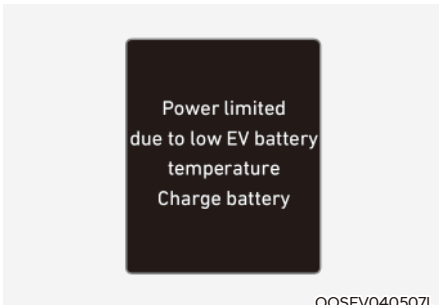 Power limited
due to low EV battery
temperature
Charge battery
OOSEV040507L